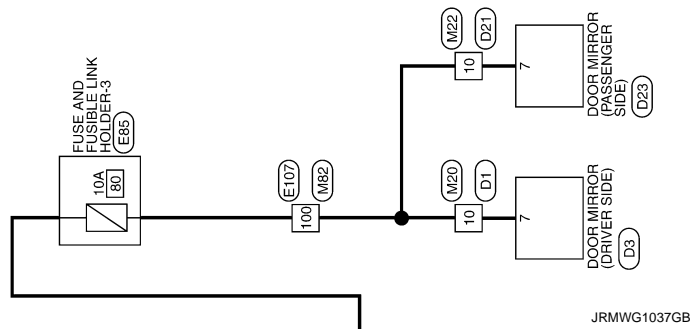 FUSE AND
FUSIBLE LINK
HOLDER-3
E85
10A
80
E107
M82
100
M22
D21
10
7
DOOR MIRROR
(PASSENGER
SIDE)
D23
M20
D1
10
7
DOOR MIRROR
(DRIVER SIDE)
D3
JRMWG1037GB